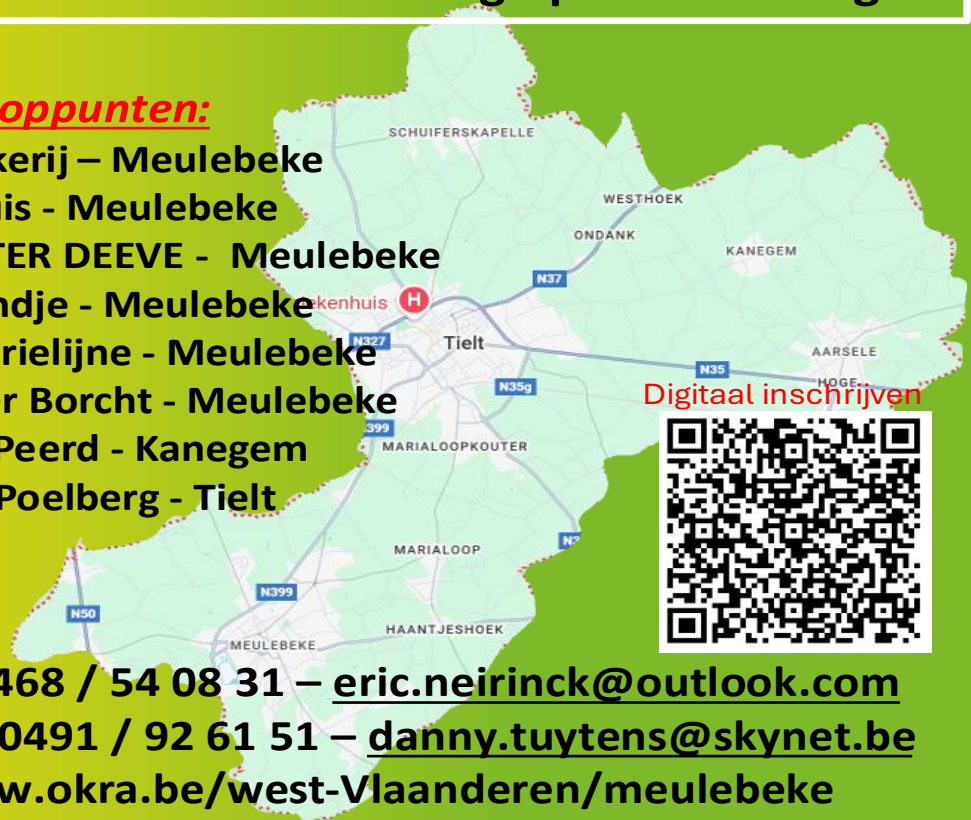 oppunten:
kerij – Meulebeke
uis - Meulebeke
TER DEEVE - Meulebeke
ndje - Meulebeke
rielijne - Meulebeke
er Borcht - Meulebeke
Peerd - Kanegem
Poelberg - Tielt
SCHUIFERSKAPELLE
WESTHOEK
ONDANK
KANEGEM
N37
ekenhuis H
N327
Tielt
AARSELE
N35
HOGE
N35g
Digitaal inschrijven
399
MARIALOOPKOUTER
MARIALOOP
N3
N399
N50
HAANTJESHOEK
MEULEBEKE
468 / 54 08 31 – eric.neirinck@outlook.com
0491 / 92 61 51 – danny.tuytens@skynet.be
w.okra.be/west-Vlaanderen/meulebeke